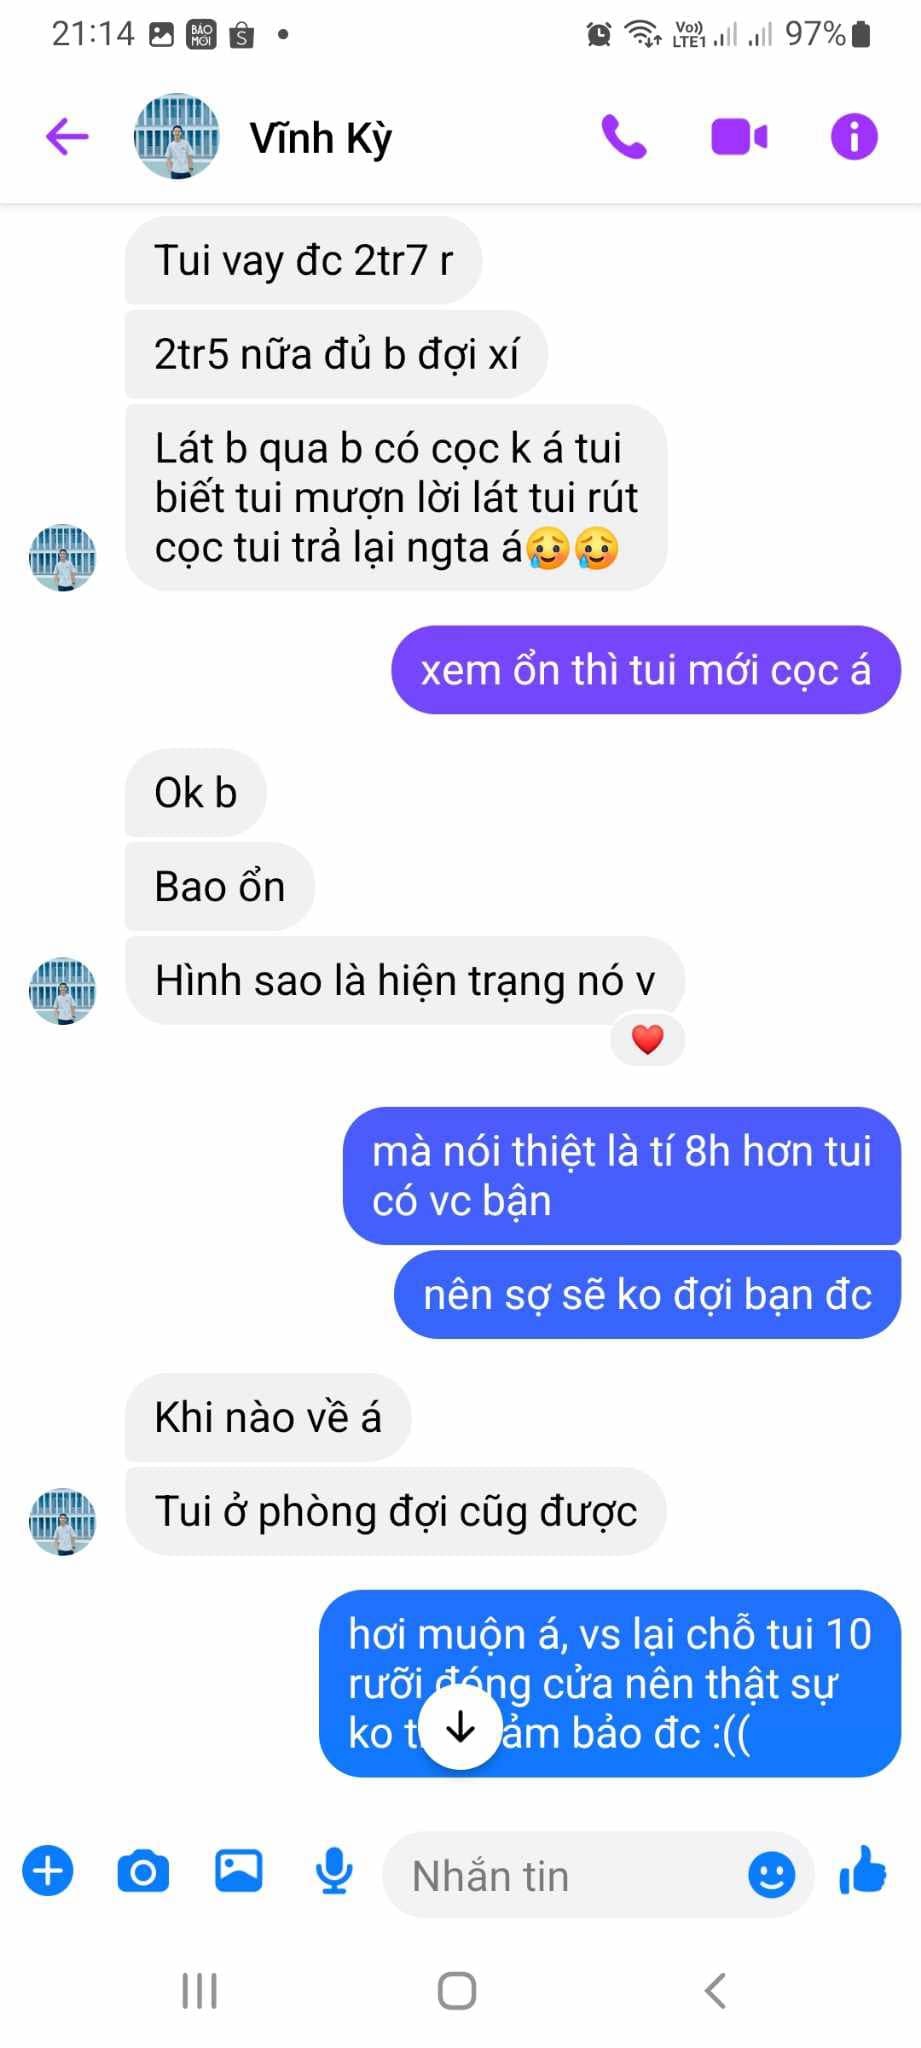 21:14 BÁO MỚI S Vo)) LTE1 97%
Vĩnh Kỳ
Tui vay đc 2tr7 r
2tr5 nữa đủ b đợi xí
Lát b qua b có cọc k á tui
biết tui mượn lời lát tui rút
cọc tui trả lại ngta á🥲🥲
xem ổn thì tui mới cọc á
Ok b
Bao ổn
Hình sao là hiện trạng nó v
mà nói thiệt là tí 8h hơn tui
có vc bận
nên sợ sẽ ko đợi bạn đc
Khi nào về á
Tui ở phòng đợi cũg được
hơi muộn á, vs lại chỗ tui 10
rưỡi đóng cửa nên thật sự
ko bảo đc :((
Nhắn tin